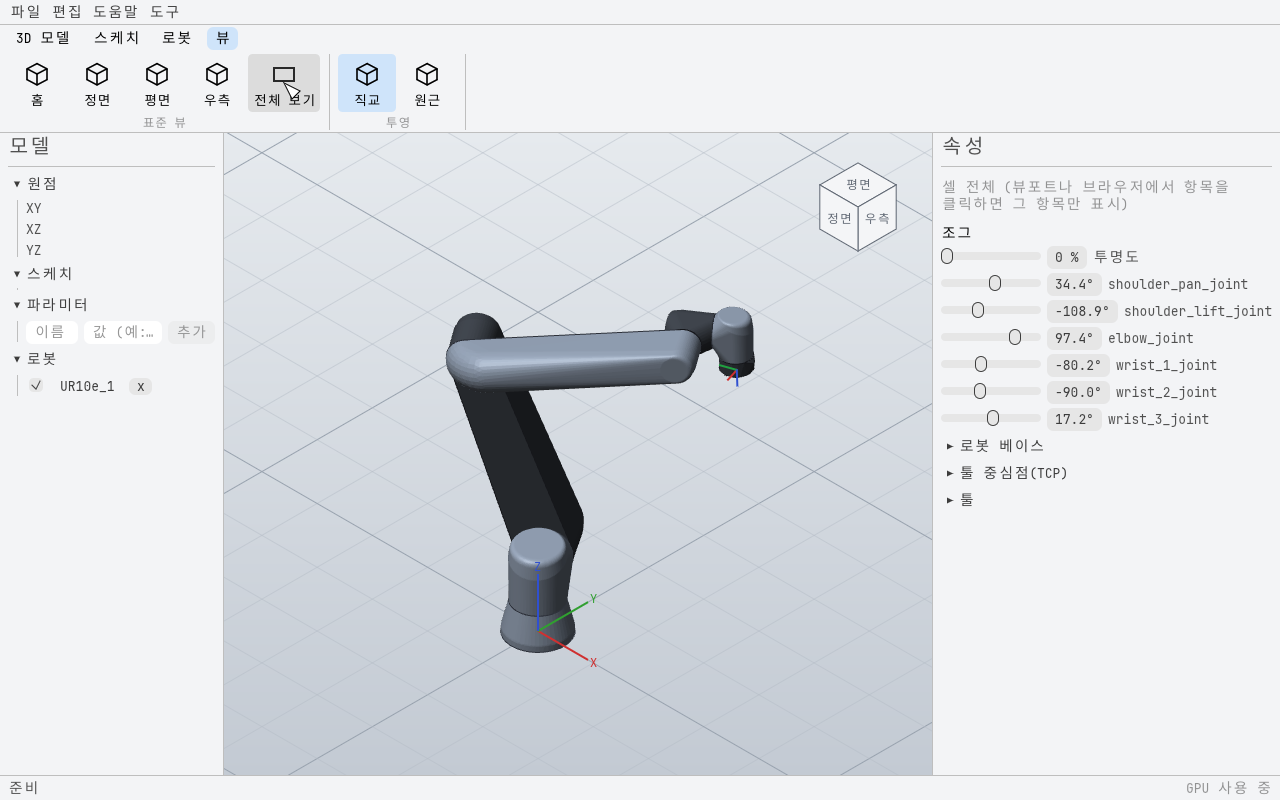 파일 편집 도움말 도구
3D 모델 스케치 로봇 뷰
홈 정면 평면 우측 전체 보기 직교 원근
표준 뷰 투영
모델
▼ 원점
XY
XZ
YZ
▼ 스케치
▼ 파라미터
이름 값 (예:… 추가
▼ 로봇
✓ UR10e_1 x
평면
정면 우측
Z
Y
X
속성
셀 전체 (뷰포트나 브라우저에서 항목을
클릭하면 그 항목만 표시)
조그
0 % 투명도
34.4° shoulder_pan_joint
-108.9° shoulder_lift_joint
97.4° elbow_joint
-80.2° wrist_1_joint
-90.0° wrist_2_joint
17.2° wrist_3_joint
▶ 로봇 베이스
▶ 툴 중심점(TCP)
▶ 툴
준비
GPU 사용 중